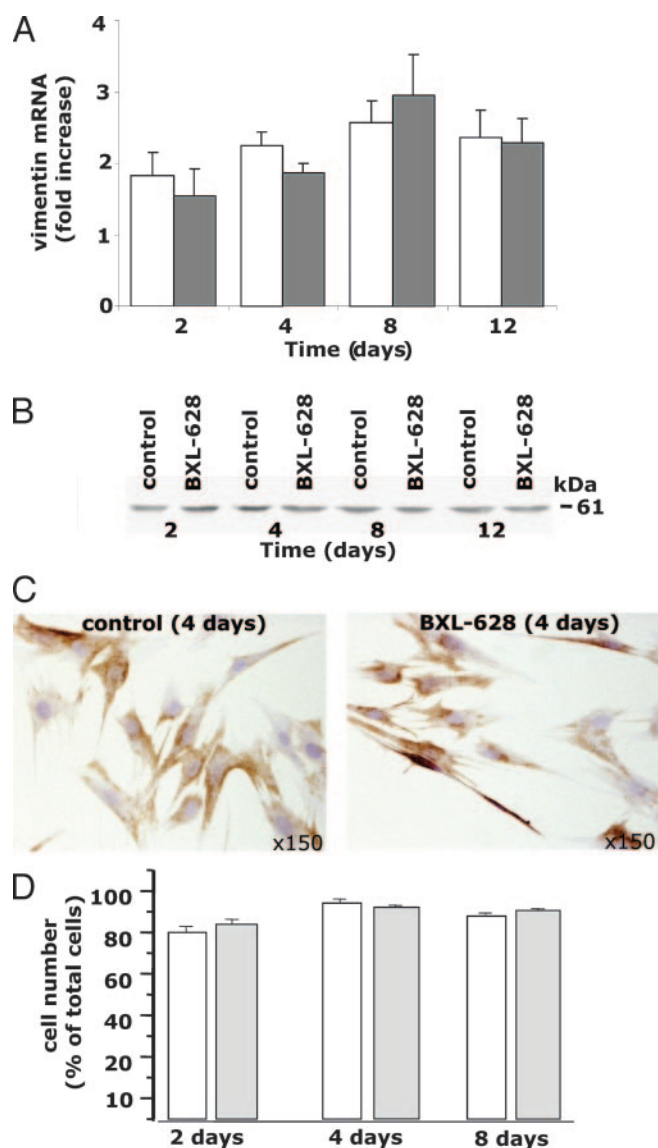 A
vimentin mRNA
(fold increase)
4
3
2
1
0
2 4 8 12
Time (days)
B
control BXL-628 control BXL-628 control BXL-628 control BXL-628
kDa
-61
2 4 8 12
Time (days)
C
control (4 days) BXL-628 (4 days)
x150 x150
D
cell number
(% of total cells)
100
80
60
40
20
10
2 days 4 days 8 days